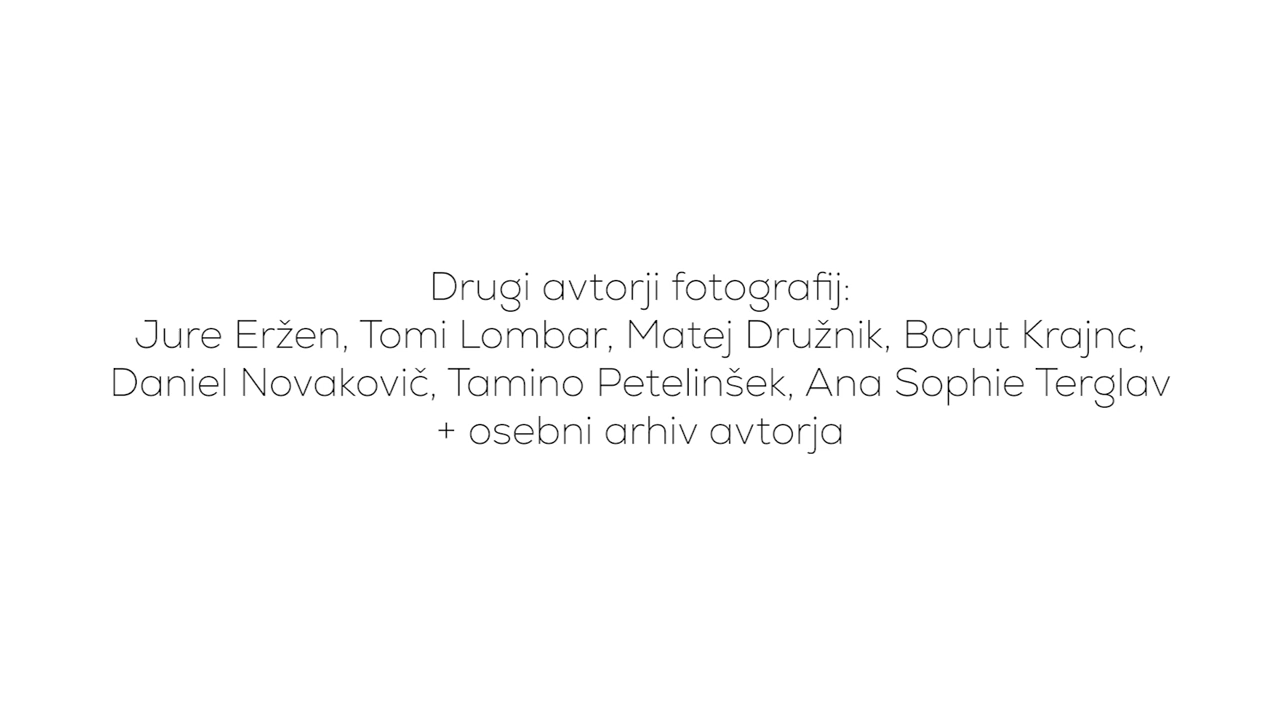 Drugi avtorji fotografij:
Jure Eržen, Tomi Lombar, Matej Družnik, Borut Krajnc,
Daniel Novakovič, Tamino Petelinšek, Ana Sophie Terglav
+ osebni arhiv avtorja